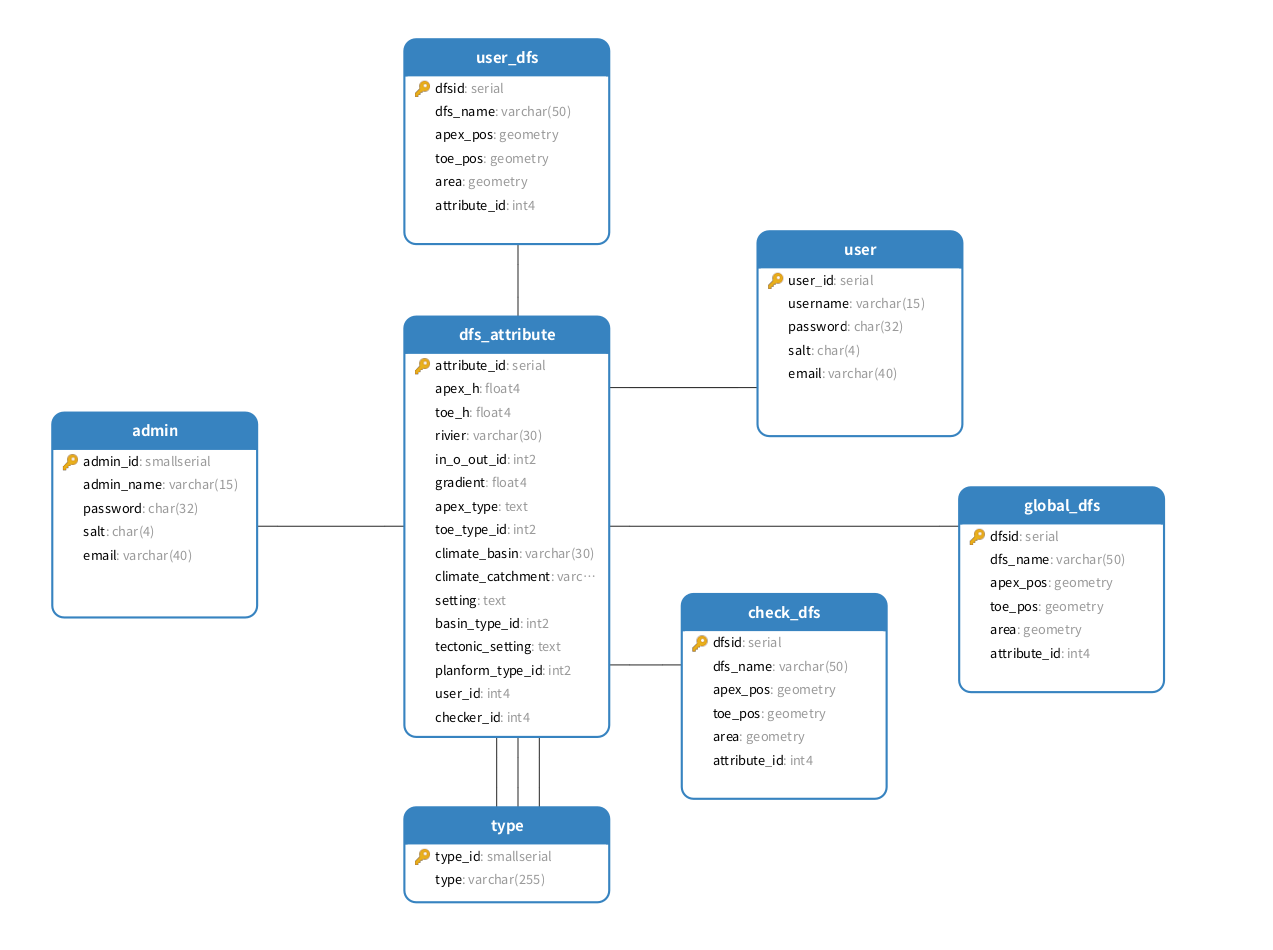 user_dfs
dfsid: serial
dfs_name: varchar(50)
apex_pos: geometry
toe_pos: geometry
area: geometry
attribute_id: int4
user
user_id: serial
username: varchar(15)
password: char(32)
salt: char(4)
email: varchar(40)
dfs_attribute
attribute_id: serial
apex_h: float4
toe_h: float4
rivier: varchar(30)
in_o_out_id: int2
gradient: float4
apex_type: text
toe_type_id: int2
climate_basin: varchar(30)
climate_catchment: varc···
setting: text
basin_type_id: int2
tectonic_setting: text
planform_type_id: int2
user_id: int4
checker_id: int4
admin
admin_id: smallserial
admin_name: varchar(15)
password: char(32)
salt: char(4)
email: varchar(40)
global_dfs
dfsid: serial
dfs_name: varchar(50)
apex_pos: geometry
toe_pos: geometry
area: geometry
attribute_id: int4
check_dfs
dfsid: serial
dfs_name: varchar(50)
apex_pos: geometry
toe_pos: geometry
area: geometry
attribute_id: int4
type
type_id: smallserial
type: varchar(255)